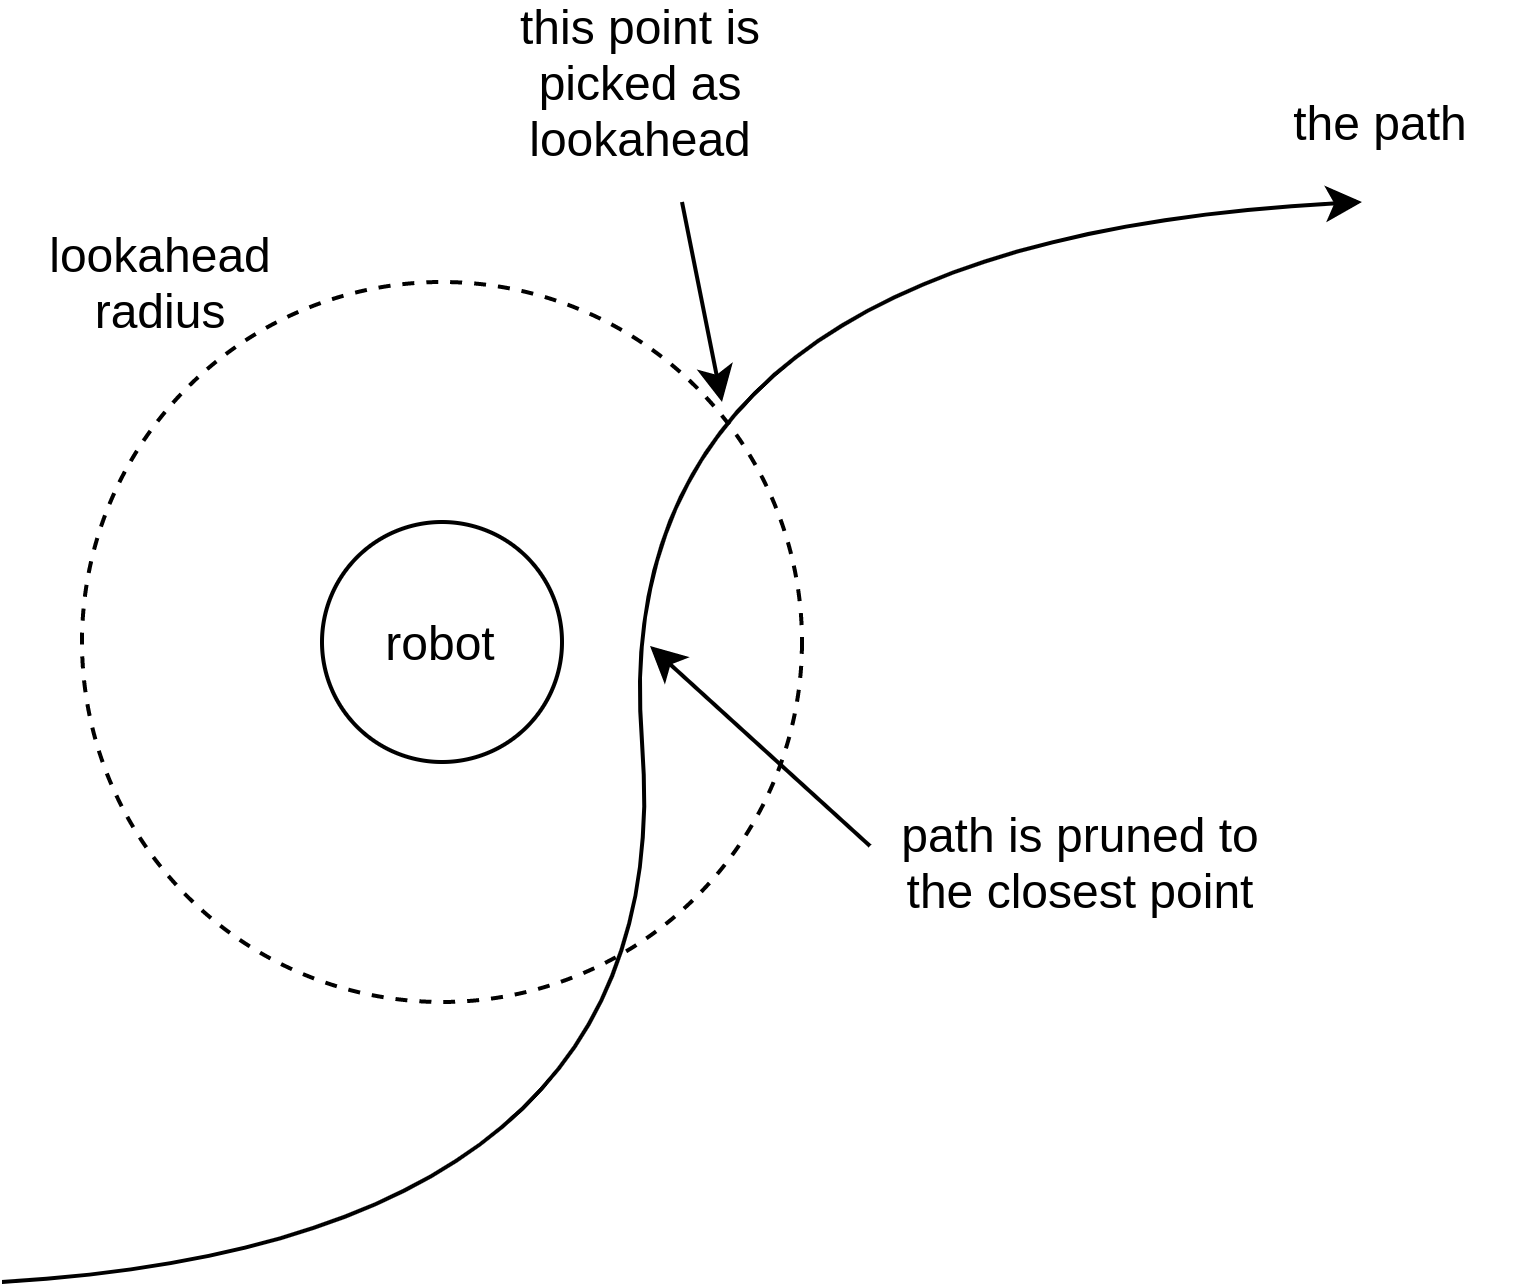 this point is
picked as
lookahead
the path
lookahead
radius
robot
path is pruned to
the closest point